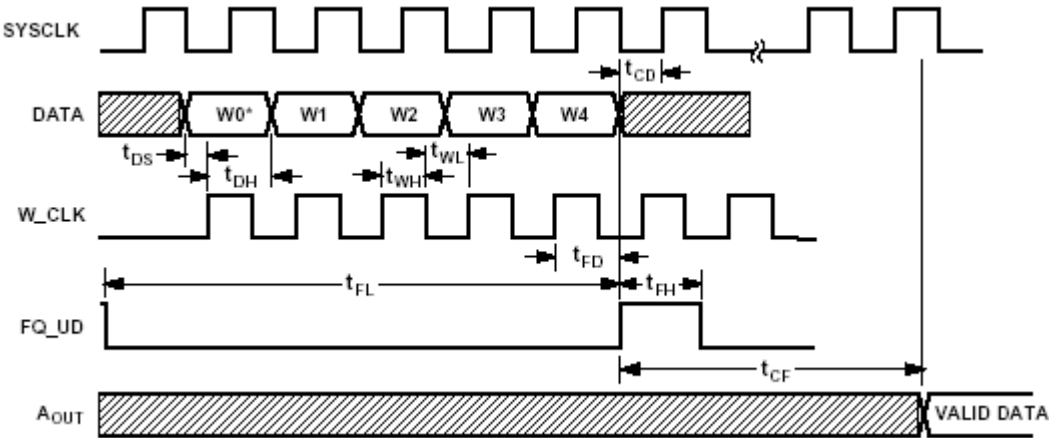 SYSCLK
tCD
DATA
W0*
W1
W2
W3
W4
tDS
tDH
tWH
tWL
W_CLK
tFD
tFL
tFH
FQ_UD
tCF
AOUT
VALID DATA